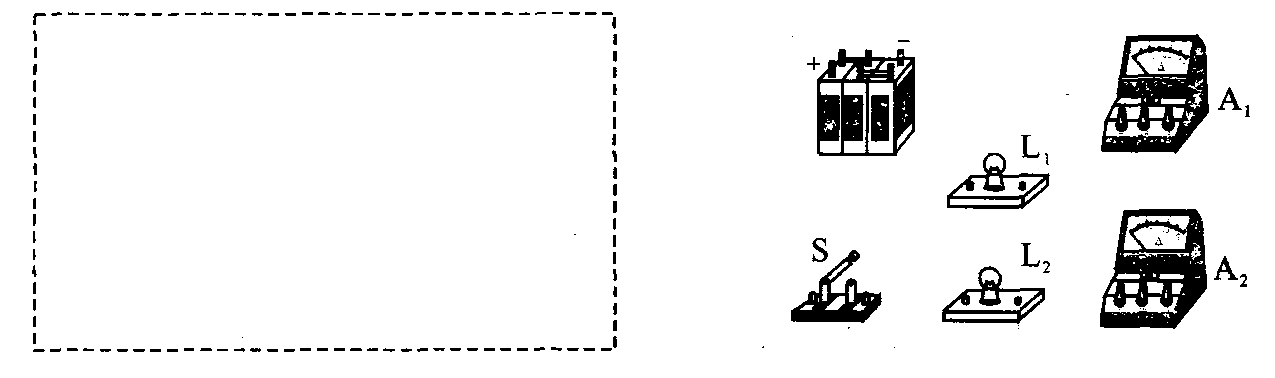 + −
A
A₁
L₁
S
L₂
A
A₂